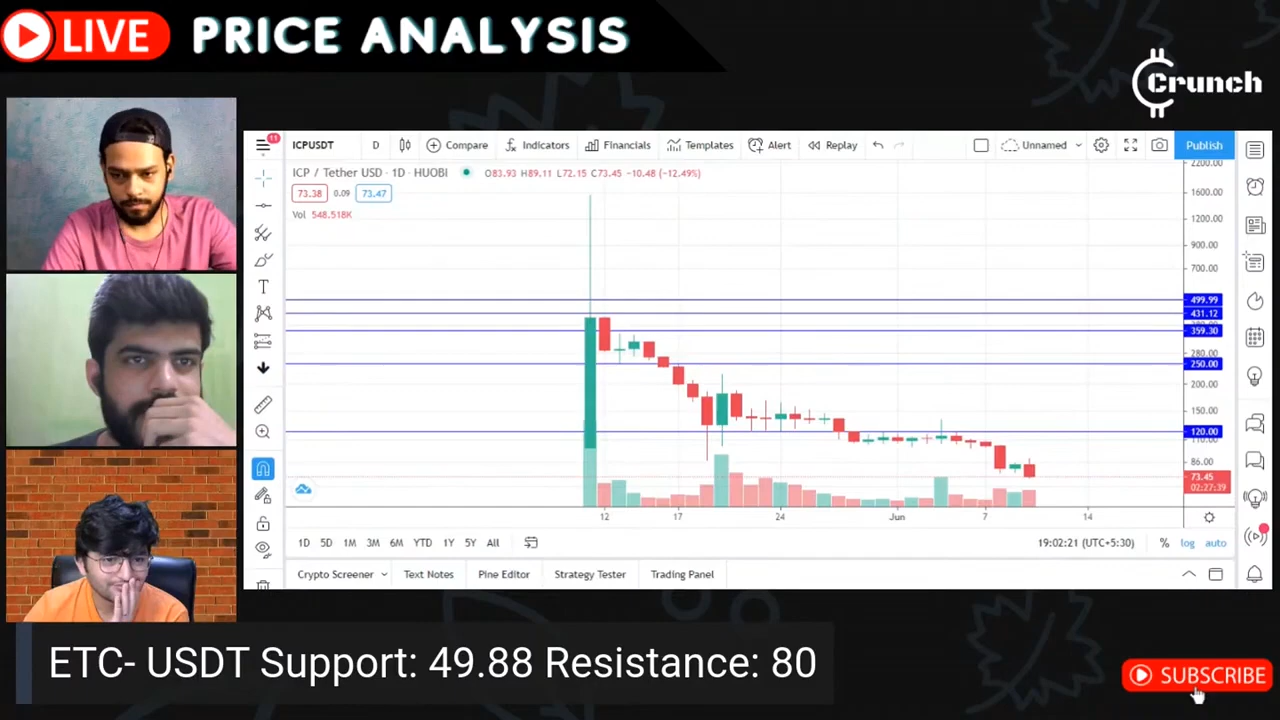 LIVE PRICE ANALYSIS
Crunch
11
ICPUSDT D Compare Indicators Financials Templates Alert Replay Unnamed Publish
ICP / Tether USD · 1D · HUOBI O83.93 H89.11 L72.15 C73.45 −10.48 (−12.49%)
73.38 0.09 73.47
Vol 548.518K
2200.00
1600.00
1200.00
900.00
700.00
499.99
431.12
359.30
280.00
250.00
200.00
150.00
120.00
110.00
86.00
73.45
02:27:39
12 17 24 Jun 7 14
1D 5D 1M 3M 6M YTD 1Y 5Y All 19:02:21 (UTC+5:30) % log auto
Crypto Screener Text Notes Pine Editor Strategy Tester Trading Panel
ETC- USDT Support: 49.88 Resistance: 80
SUBSCRIBE